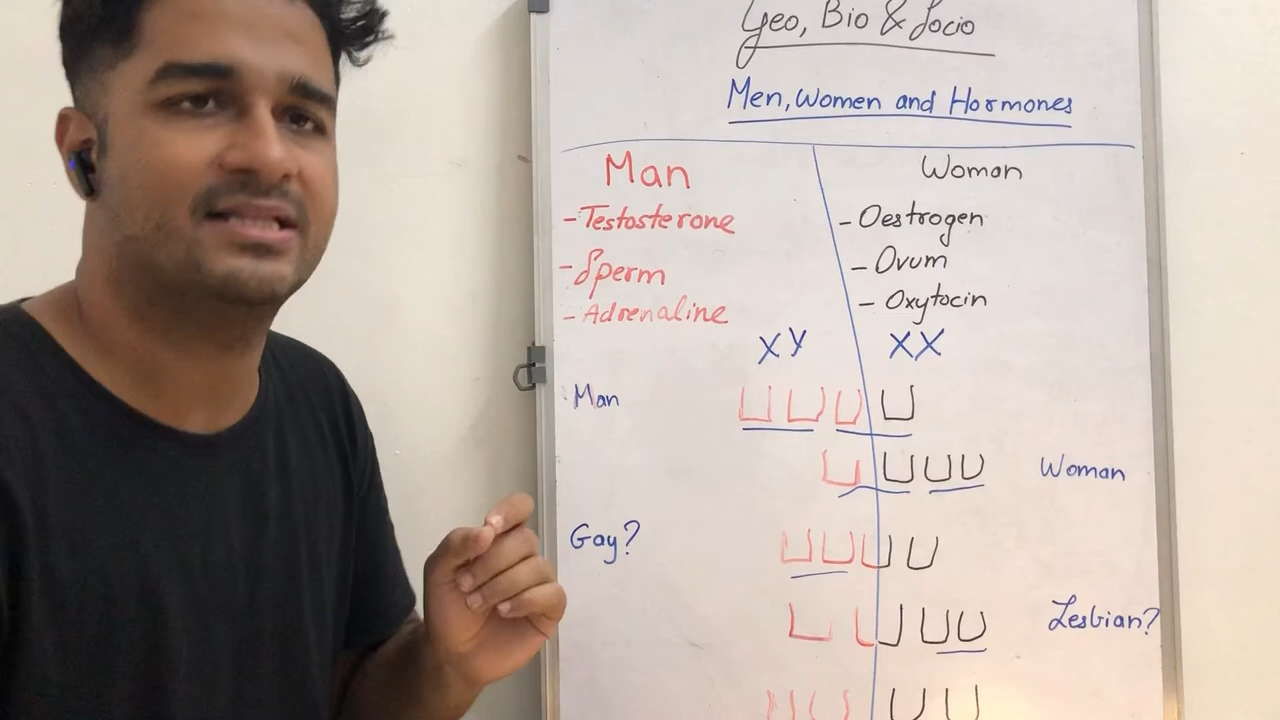 Geo, Bio & Socio
Men, Women and Hormones
Man Woman
- Testosterone - Oestrogen
- Sperm - Ovum
- Adrenaline - Oxytocin
XY XX
Man
Woman
Gay?
Lesbian?